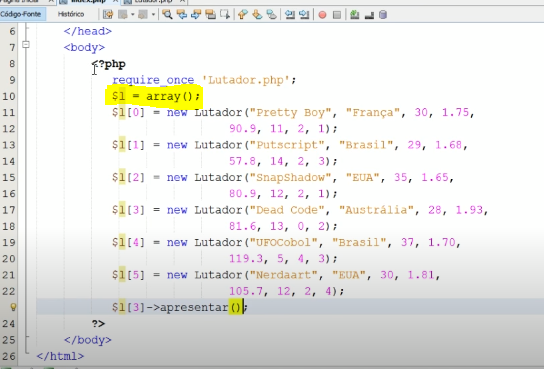 index.php
Lutador.php
Código-Fonte Histórico
6 </head>
7 <body>
8 <?php
9 require_once 'Lutador.php';
10 $l = array();
11 $l[0] = new Lutador("Pretty Boy", "França", 30, 1.75,
12 90.9, 11, 2, 1);
13 $l[1] = new Lutador("Putscript", "Brasil", 29, 1.68,
14 57.8, 14, 2, 3);
15 $l[2] = new Lutador("SnapShadow", "EUA", 35, 1.65,
16 80.9, 12, 2, 1);
17 $l[3] = new Lutador("Dead Code", "Austrália", 28, 1.93,
18 81.6, 13, 0, 2);
19 $l[4] = new Lutador("UFOCobol", "Brasil", 37, 1.70,
20 119.3, 5, 4, 3);
21 $l[5] = new Lutador("Nerdaart", "EUA", 30, 1.81,
22 105.7, 12, 2, 4);
$l[3]->apresentar();
24 ?>
25 </body>
26 </html>